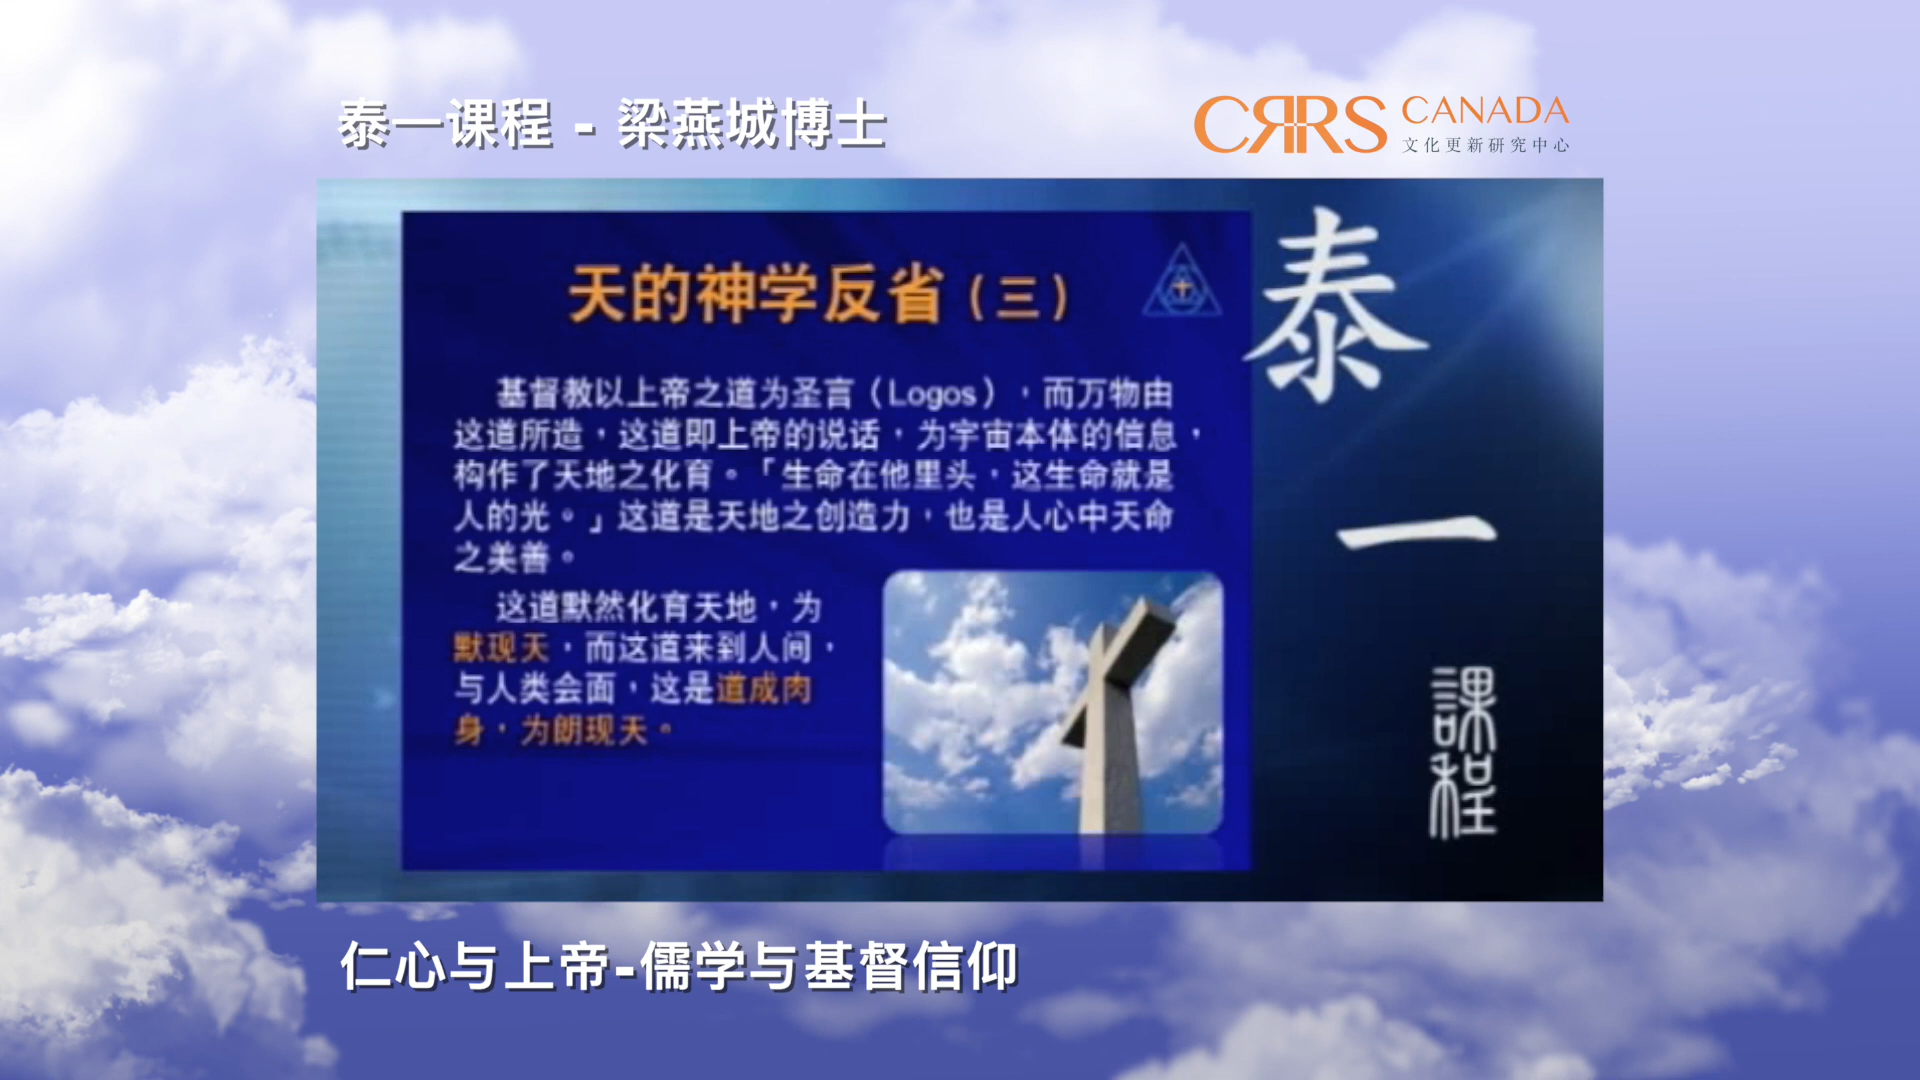 泰一课程 - 梁燕城博士
CRRS CANADA
文化更新研究中心
天的神学反省（三）
基督教以上帝之道为圣言（Logos），而万物由
这道所造，这道即上帝的说话，为宇宙本体的信息，
构作了天地之化育。「生命在他里头，这生命就是
人的光。」这道是天地之创造力，也是人心中天命
之美善。
这道默然化育天地，为
默现天，而这道来到人间，
与人类会面，这是道成肉
身，为朗现天。
泰
一
課程
仁心与上帝-儒学与基督信仰